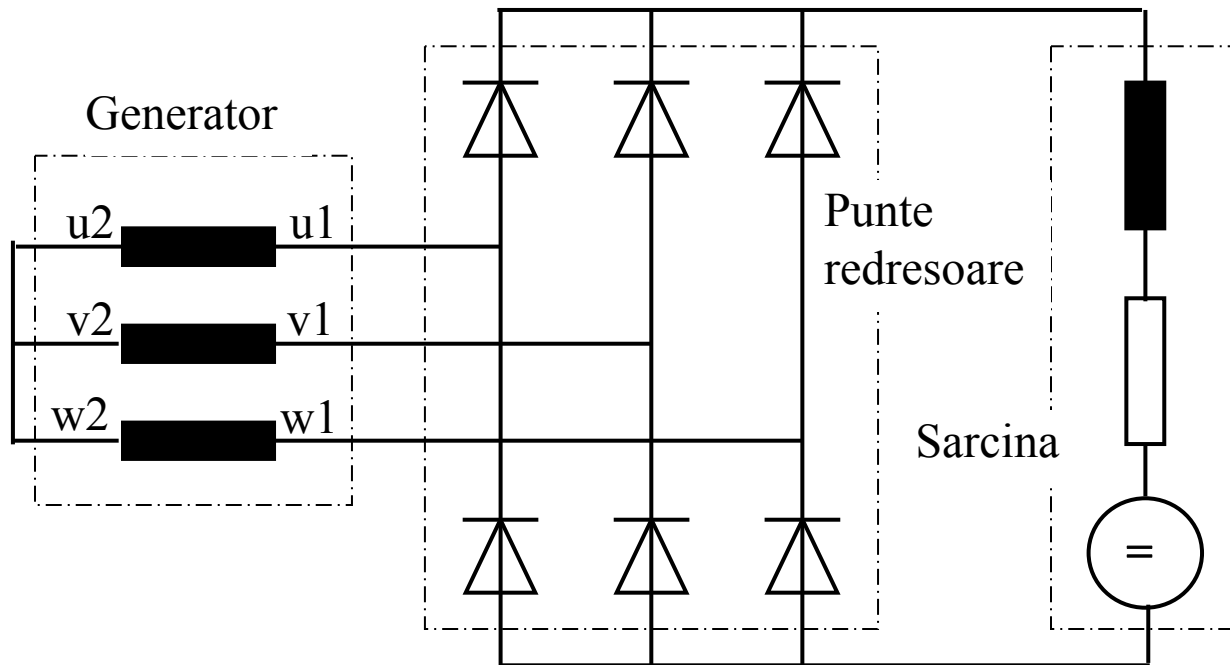 Generator
u2 u1
v2 v1
w2 w1
Punte
redresoare
Sarcina
=